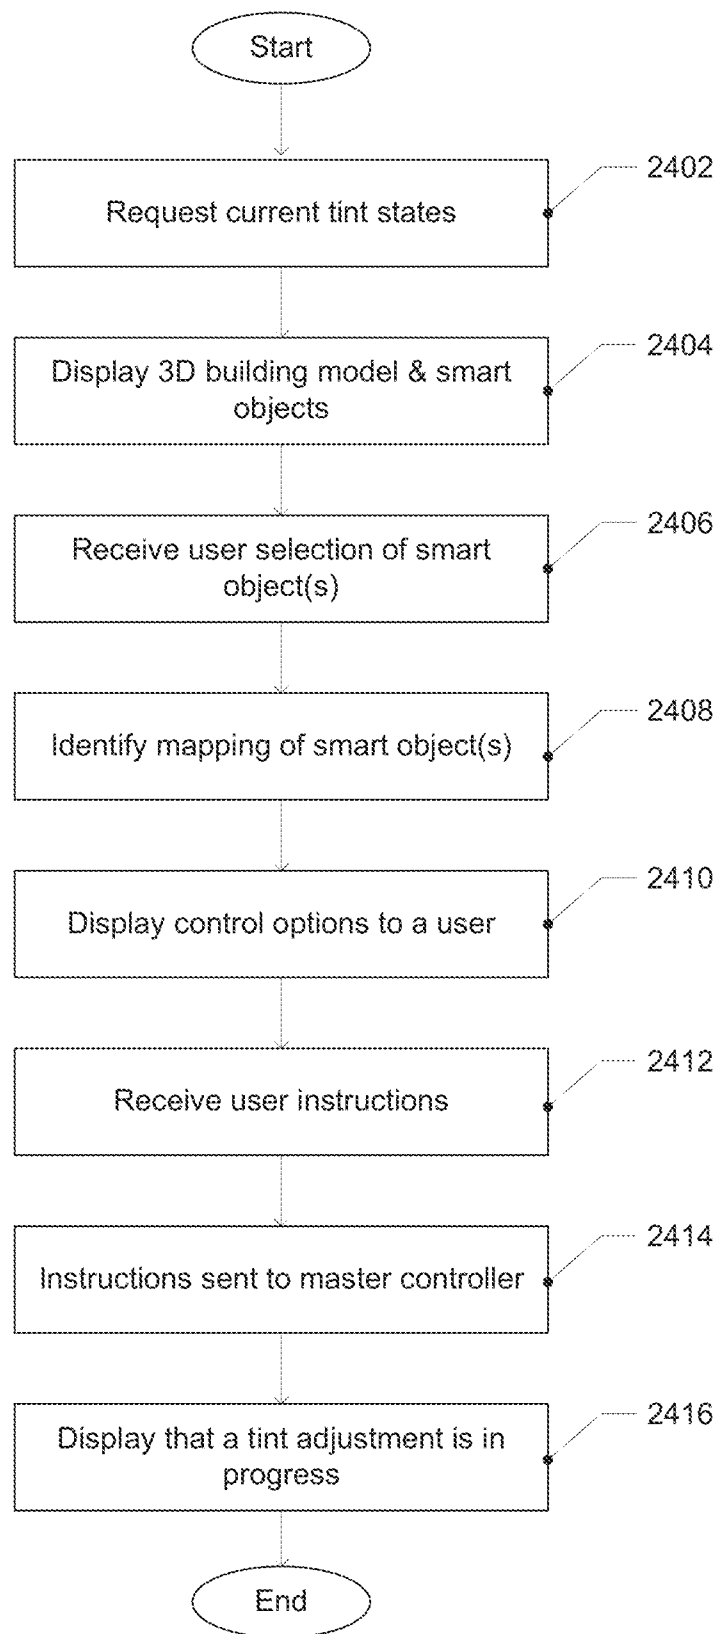 Start
2402
Request current tint states
2404
Display 3D building model & smart
objects
2406
Receive user selection of smart
object(s)
2408
Identify mapping of smart object(s)
2410
Display control options to a user
2412
Receive user instructions
2414
Instructions sent to master controller
2416
Display that a tint adjustment is in
progress
End